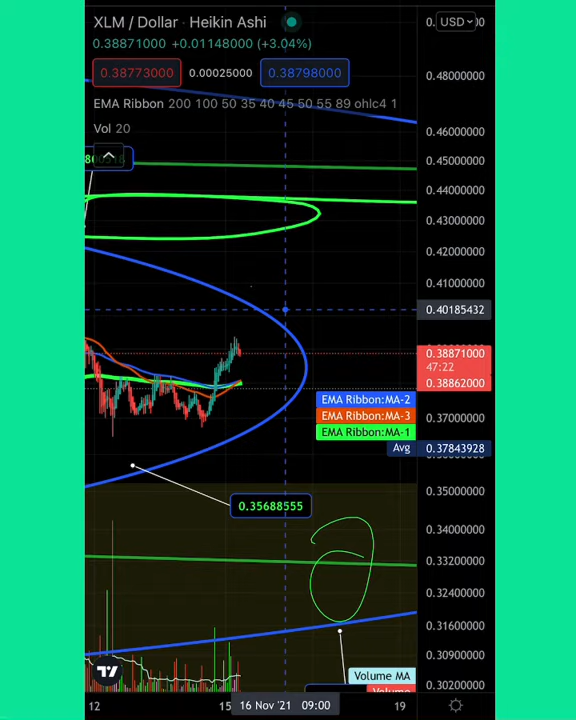 XLM / Dollar · Heikin Ashi
0.38871000 +0.01148000 (+3.04%)
0.38773000 0.00025000 0.38798000
EMA Ribbon 200 100 50 35 40 45 50 55 89 ohlc4 1
Vol 20
USD
0.48000000
0.46000000
0.45000000
0.44000000
0.43000000
0.42000000
0.41000000
0.40185432
0.38871000
47:22
0.38862000
EMA Ribbon:MA-2
EMA Ribbon:MA-3
0.37000000
EMA Ribbon:MA-1
Avg 0.37843928
0.35000000
0.35688555
0.34000000
0.33200000
0.32400000
0.31600000
0.30900000
0.30200000
Volume MA
Volume
12 15 16 Nov '21 09:00 19